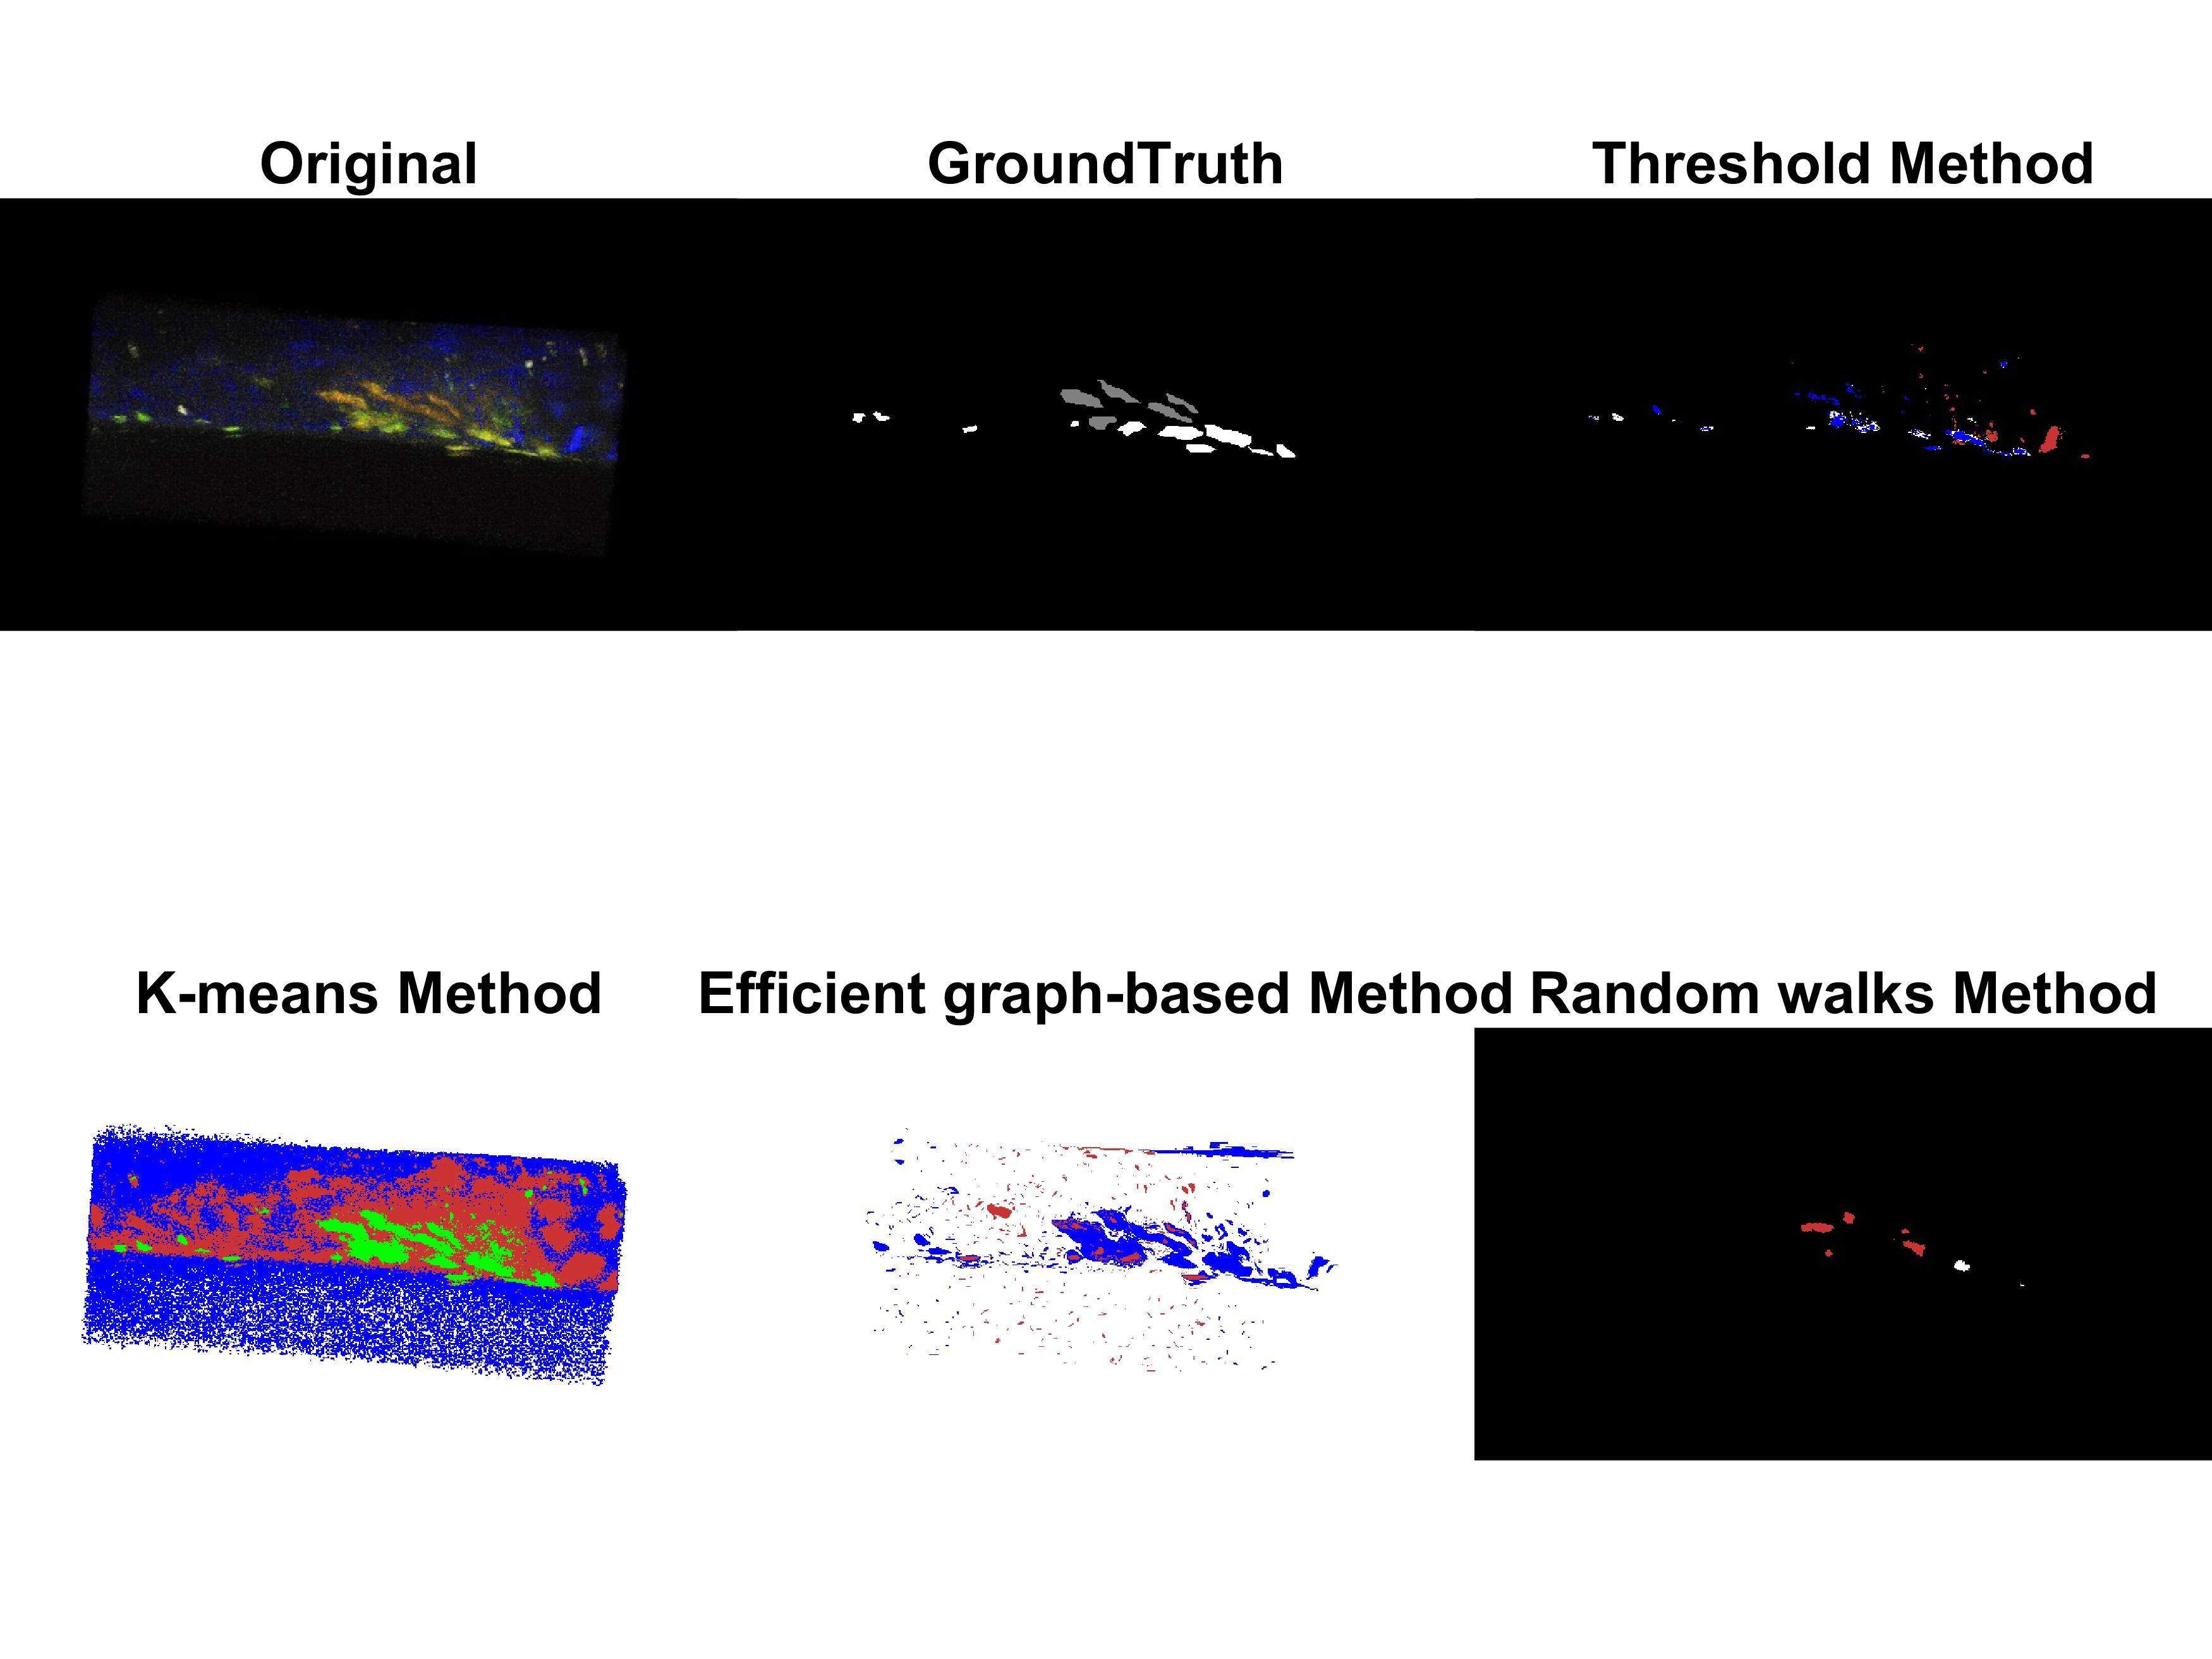 Original
GroundTruth
Threshold Method
K-means Method
Efficient graph-based Method
Random walks Method